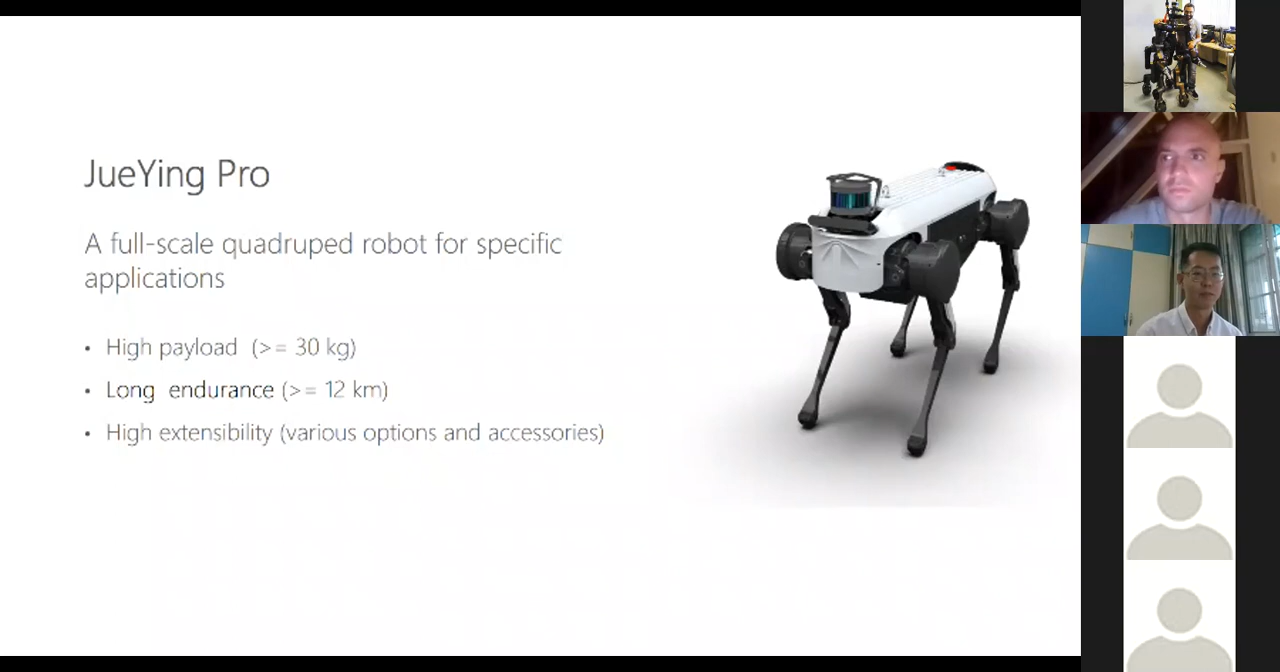 JueYing Pro
A full-scale quadruped robot for specific
applications
• High payload (>= 30 kg)
• Long endurance (>= 12 km)
• High extensibility (various options and accessories)